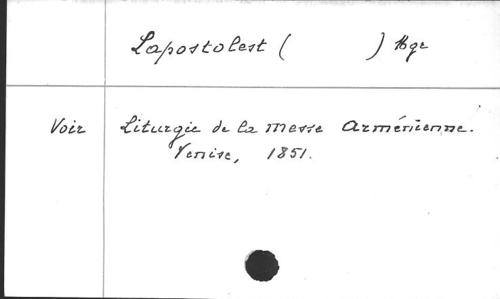 Lapostolest ( ) Mgr
Voir Liturgie de la messe Arménienne.
Venise, 1851.